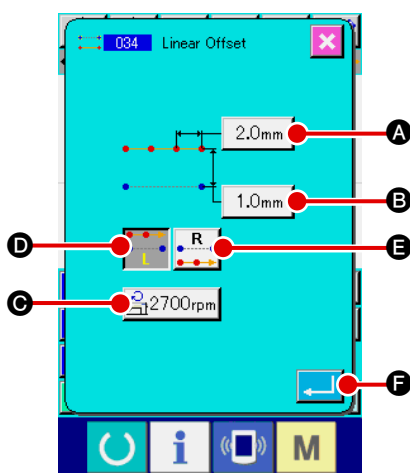 034 Linear Offset
2.0mm A
1.0mm B
D L R E
C 2700rpm
F
i M